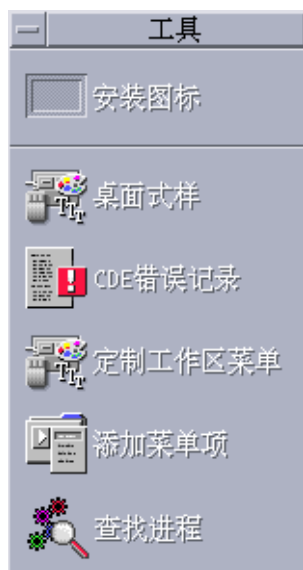 工具
安装图标
桌面式样
CDE错误记录
定制工作区菜单
添加菜单项
查找进程